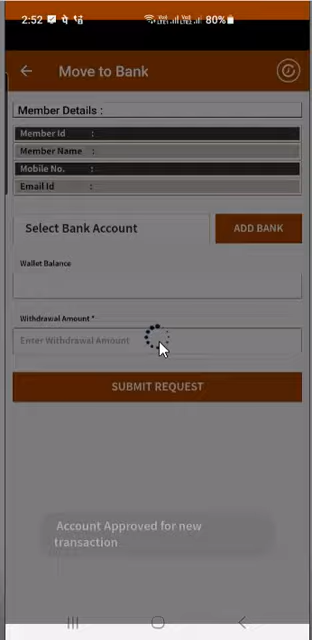 2:52 80%
Move to Bank
Member Details :
Member Id :
Member Name :
Mobile No. :
Email Id :
Select Bank Account ADD BANK
Wallet Balance
Withdrawal Amount *
Enter Withdrawal Amount
SUBMIT REQUEST
Account Approved for new
transaction